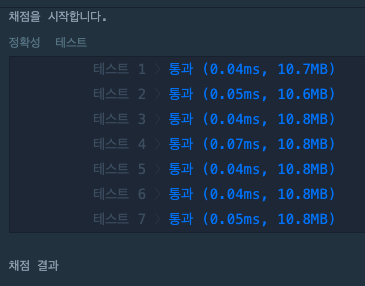 채점을 시작합니다.
정확성 테스트
테스트 1 〉 통과 (0.04ms, 10.7MB)
테스트 2 〉 통과 (0.05ms, 10.6MB)
테스트 3 〉 통과 (0.04ms, 10.8MB)
테스트 4 〉 통과 (0.07ms, 10.8MB)
테스트 5 〉 통과 (0.04ms, 10.8MB)
테스트 6 〉 통과 (0.04ms, 10.8MB)
테스트 7 〉 통과 (0.05ms, 10.8MB)
채점 결과